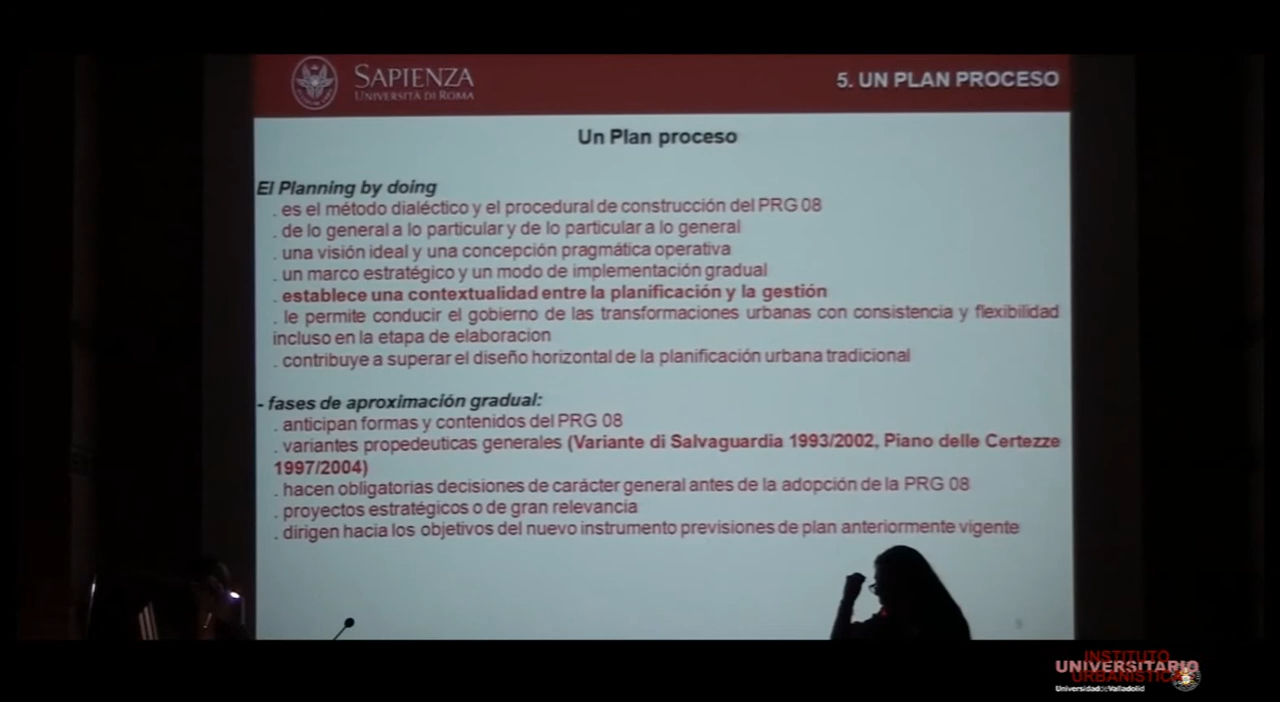 SAPIENZA
UNIVERSITÀ DI ROMA
5. UN PLAN PROCESO
Un Plan proceso
El Planning by doing
. es el método dialéctico y el procedural de construcción del PRG 08
. de lo general a lo particular y de lo particular a lo general
. una visión ideal y una concepción pragmática operativa
. un marco estratégico y un modo de implementación gradual
. establece una contextualidad entre la planificación y la gestión
. le permite conducir el gobierno de las transformaciones urbanas con consistencia y flexibilidad
incluso en la etapa de elaboracion
. contribuye a superar el diseño horizontal de la planificación urbana tradicional
- fases de aproximación gradual:
. anticipan formas y contenidos del PRG 08
. variantes propedeuticas generales (Variante di Salvaguardia 1993/2002, Piano delle Certezze
1997/2004)
. hacen obligatorias decisiones de carácter general antes de la adopción de la PRG 08
. proyectos estratégicos o de gran relevancia
. dirigen hacia los objetivos del nuevo instrumento previsiones de plan anteriormente vigente
9
INSTITUTO
UNIVERSITARIO
URBANÍSTICA
Universidad de Valladolid